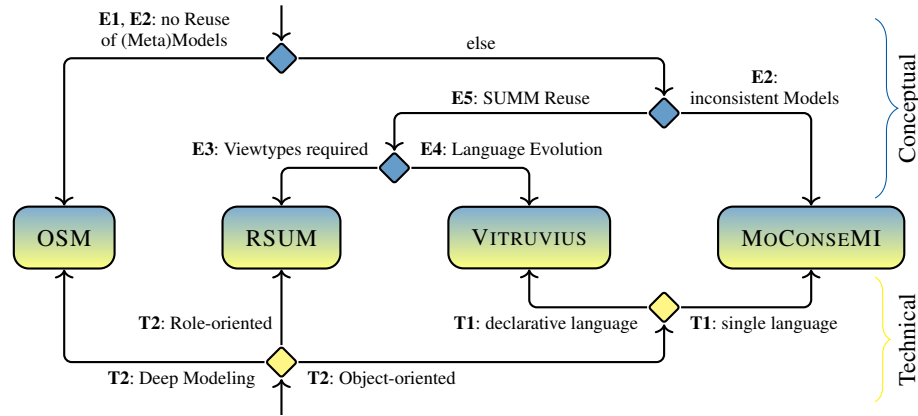 E1, E2: no Reuse
of (Meta)Models
else
E2:
inconsistent Models
E5: SUMM Reuse
E3: Viewtypes required
E4: Language Evolution
Conceptual
OSM
RSUM
VITRUVIUS
MOCONSEMI
T2: Role-oriented
T1: declarative language
T1: single language
T2: Deep Modeling
T2: Object-oriented
Technical